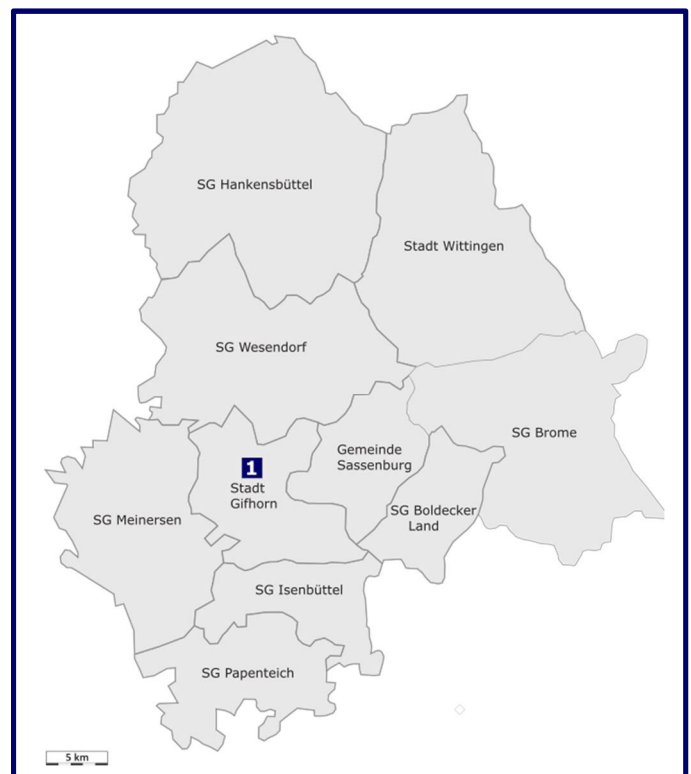 SG Hankensbüttel
Stadt Wittingen
SG Wesendorf
SG Brome
Gemeinde
Sassenburg
1
Stadt
Gifhorn
SG Boldecker
Land
SG Meinersen
SG Isenbüttel
SG Papenteich
5 km